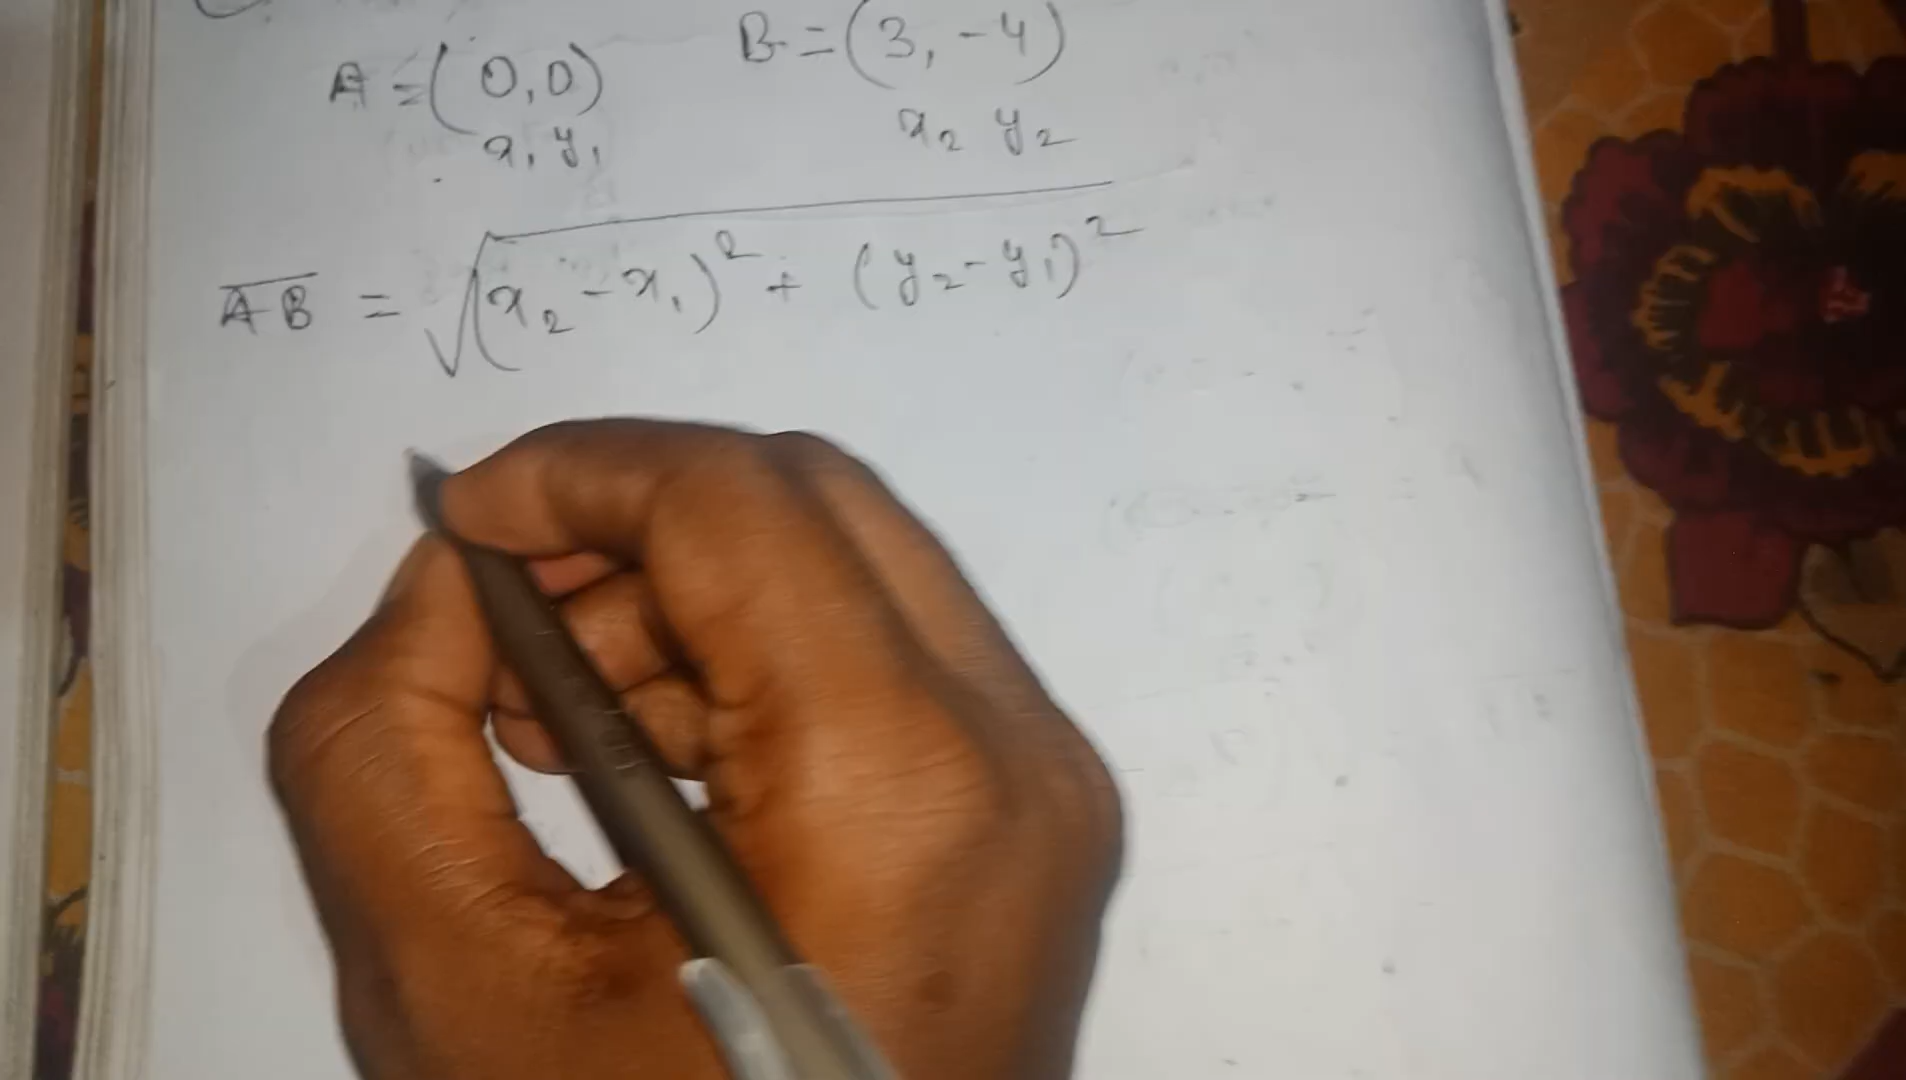 A = (0,0) B = (3, -4)
x₁ y₁ x₂ y₂
AB = √(x₂ - x₁)² + (y₂ - y₁)²